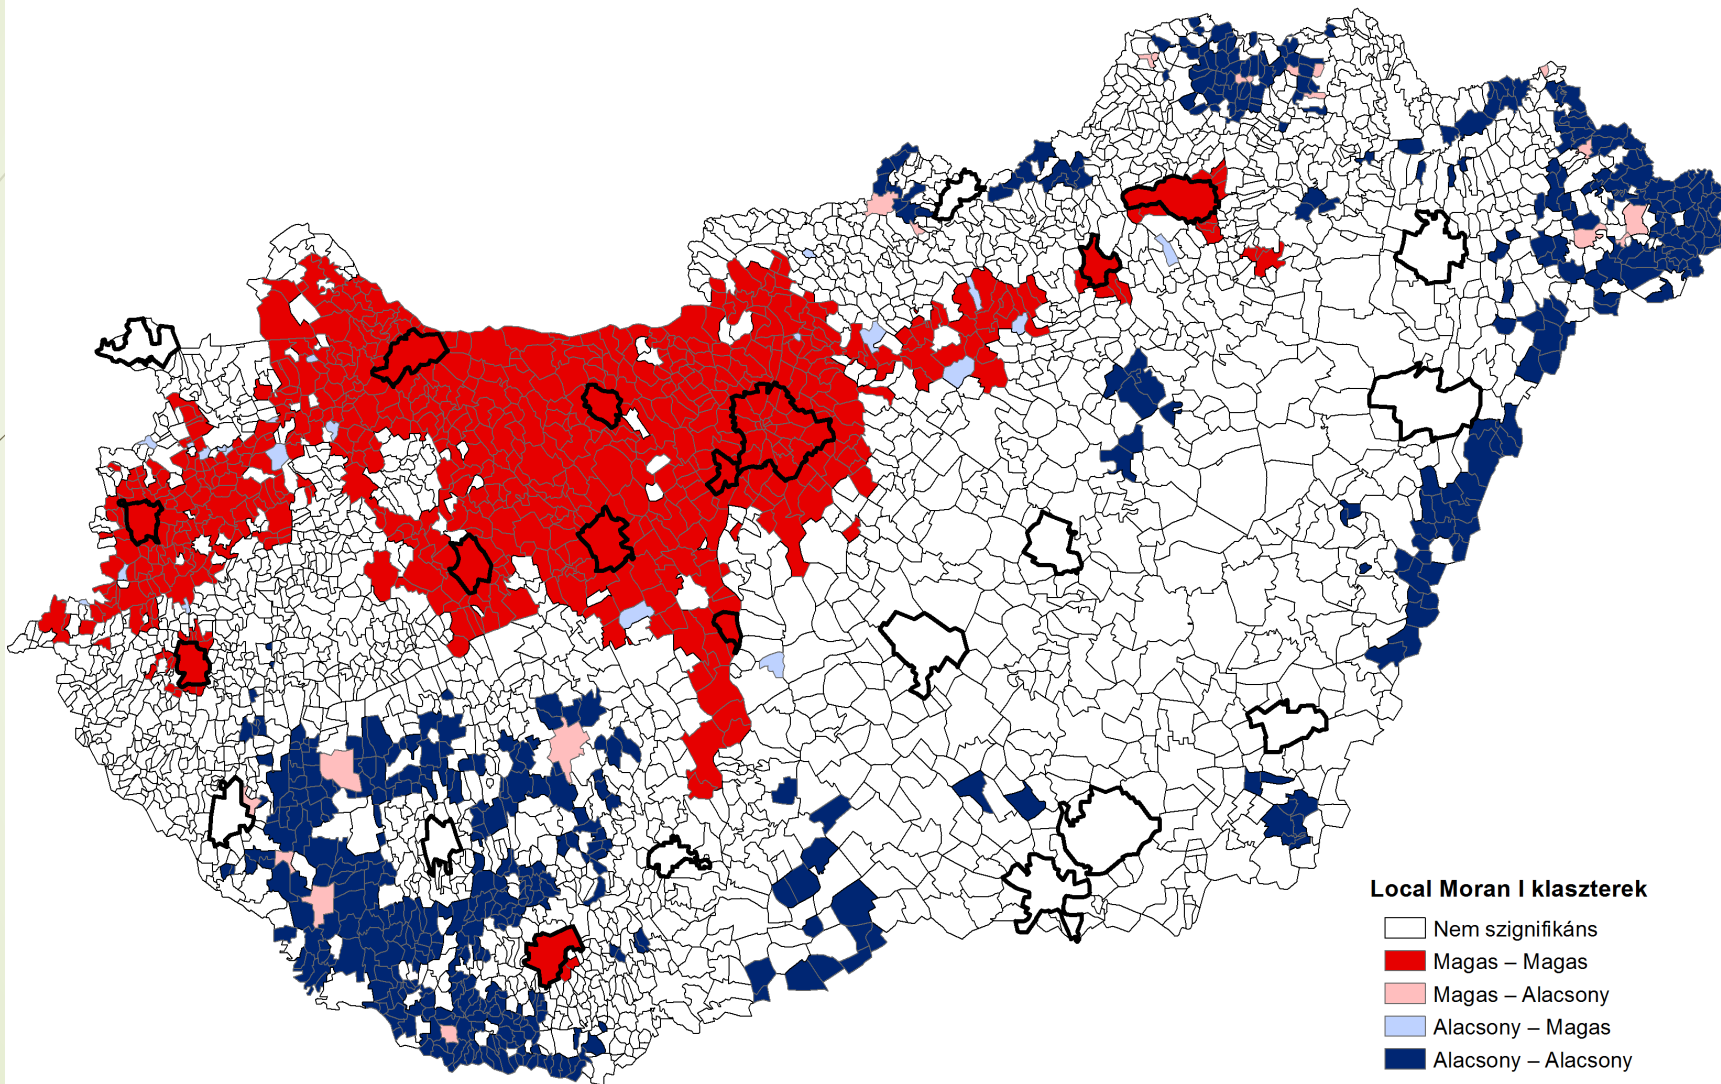 Local Moran I klaszterek
Nem szignifikáns
Magas – Magas
Magas – Alacsony
Alacsony – Magas
Alacsony – Alacsony